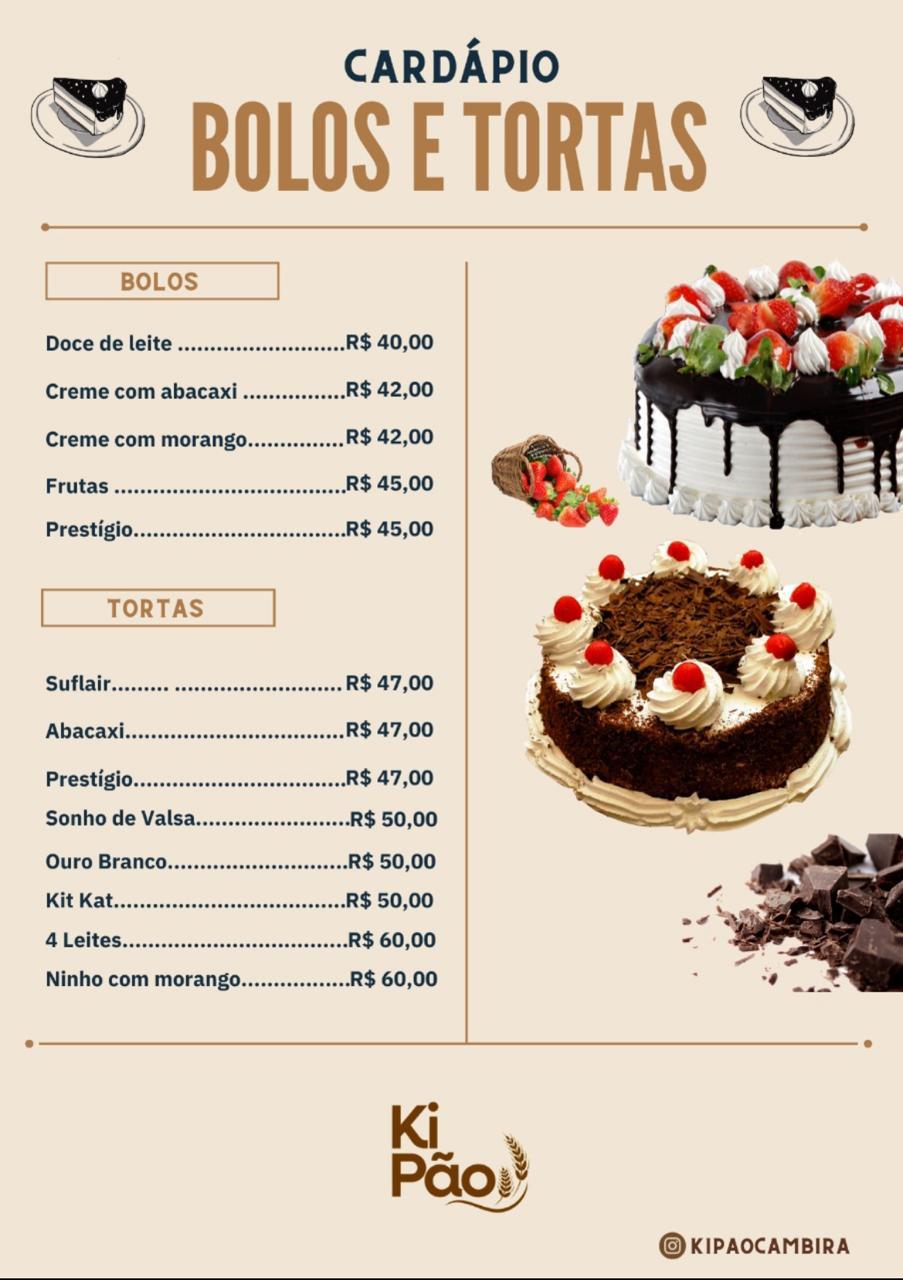 CARDÁPIO
BOLOS E TORTAS
BOLOS
Doce de leite ..........................R$ 40,00
Creme com abacaxi ................R$ 42,00
Creme com morango...............R$ 42,00
Frutas ....................................R$ 45,00
Prestígio.................................R$ 45,00
TORTAS
Suflair......... ..........................R$ 47,00
Abacaxi..................................R$ 47,00
Prestígio.................................R$ 47,00
Sonho de Valsa........................R$ 50,00
Ouro Branco............................R$ 50,00
Kit Kat....................................R$ 50,00
4 Leites...................................R$ 60,00
Ninho com morango.................R$ 60,00
Ki
Pão
KIPAOCAMBIRA